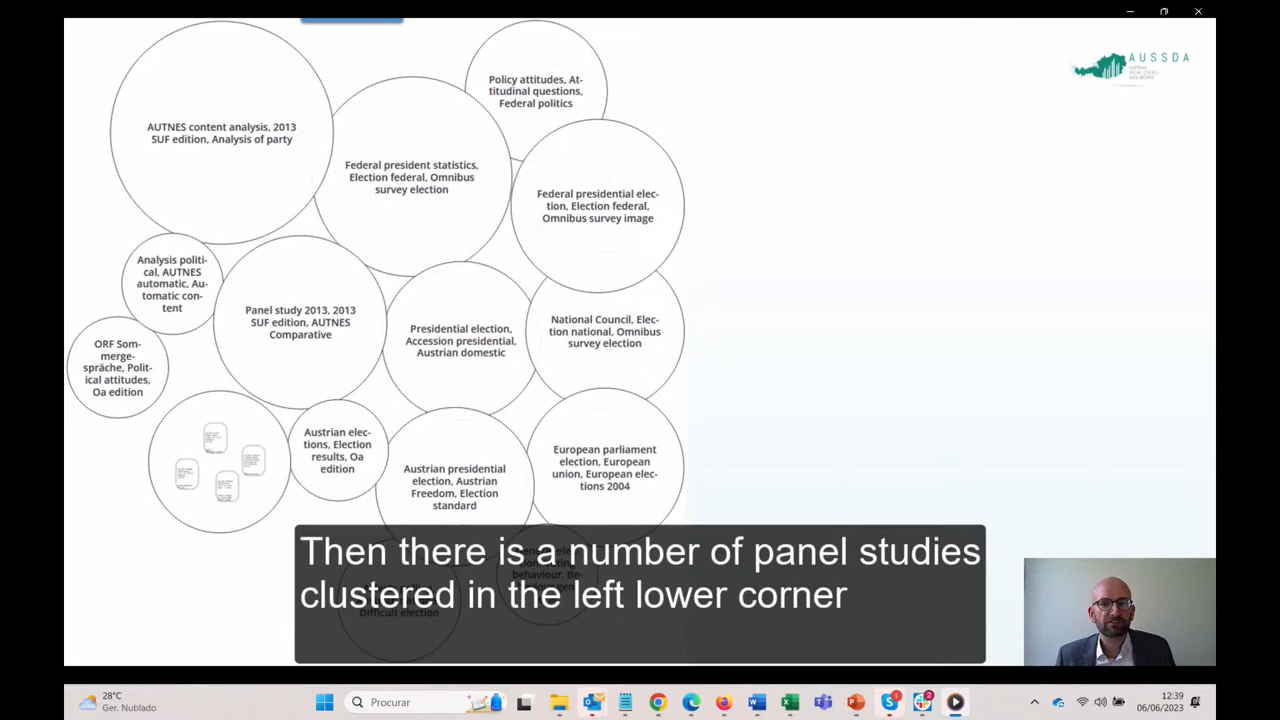 AUSSDA
Policy attitudes, At-
titudinal questions,
Federal politics
AUTNES content analysis, 2013
SUF edition, Analysis of party
Federal president statistics,
Election federal, Omnibus
survey election
Federal presidential elec-
tion, Election federal,
Omnibus survey image
Analysis politi-
cal, AUTNES
automatic, Au-
tomatic con-
tent
Panel study 2013, 2013
SUF edition, AUTNES
Comparative
Presidential election,
Accession presidential,
Austrian domestic
National Council, Elec-
tion national, Omnibus
survey election
ORF Som-
merge-
spräche, Polit-
ical attitudes,
Oa edition
Austrian elec-
tions, Election
results, Oa
edition
Austrian presidential
election, Austrian
Freedom, Election
standard
European parliament
election, European
union, European elec-
tions 2004
Difficult election
Then there is a number of panel studies
clustered in the left lower corner
28°C
Ger. Nublado
Procurar
1
2
12:39
06/06/2023